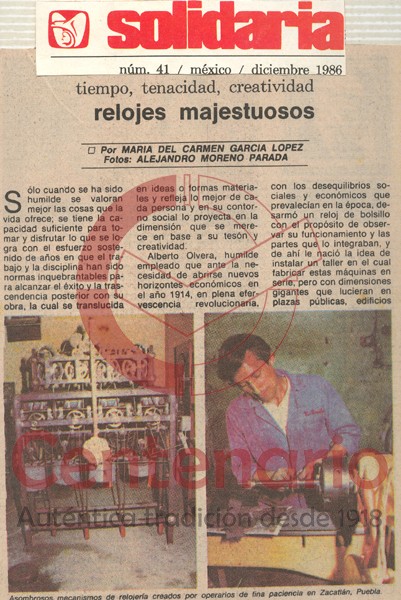 solidaria
núm. 41 / méxico / diciembre 1986
tiempo, tenacidad, creatividad
relojes majestuosos
□ Por MARIA DEL CARMEN GARCIA LOPEZ
Fotos: ALEJANDRO MORENO PARADA
Sólo cuando se ha sido
humilde se valoran
mejor las cosas que la
vida ofrece; se tiene la ca-
pacidad suficiente para to-
mar y disfrutar lo que se lo-
gra con el esfuerzo soste-
nido de años en que el tra-
bajo y la disciplina han sido
normas inquebrantables pa-
ra alcanzar el éxito y la tras-
cendencia posterior con su
obra, la cual se translucida
en ideas o formas materia-
les y refleja lo mejor de ca-
da persona y en su contor-
no social lo proyecta en la
dimensión que se mere-
ce en base a su tesón y
creatividad.
Alberto Olvera, humilde
empleado que ante la ne-
cesidad, de abrirse nuevos
horizontes económicos en
el año 1914, en plena efer-
vescencia revolucionaria,
con los desequilibrios so-
ciales y económicos que
prevalecían en la época, de-
sarmó un reloj de bolsillo
con el propósito de obser-
var su funcionamiento y las
partes que lo integraban, y
de ahí le nació la idea de
instalar un taller en el cual
fabricar estas máquinas en
serie, pero con dimensiones
gigantes que lucieran en
plazas públicas, edificios
Centenario
Auténtica tradición desde 1918
Asombrosos mecanismos de relojería creados por operarios de fina paciencia en Zacatlán, Puebla